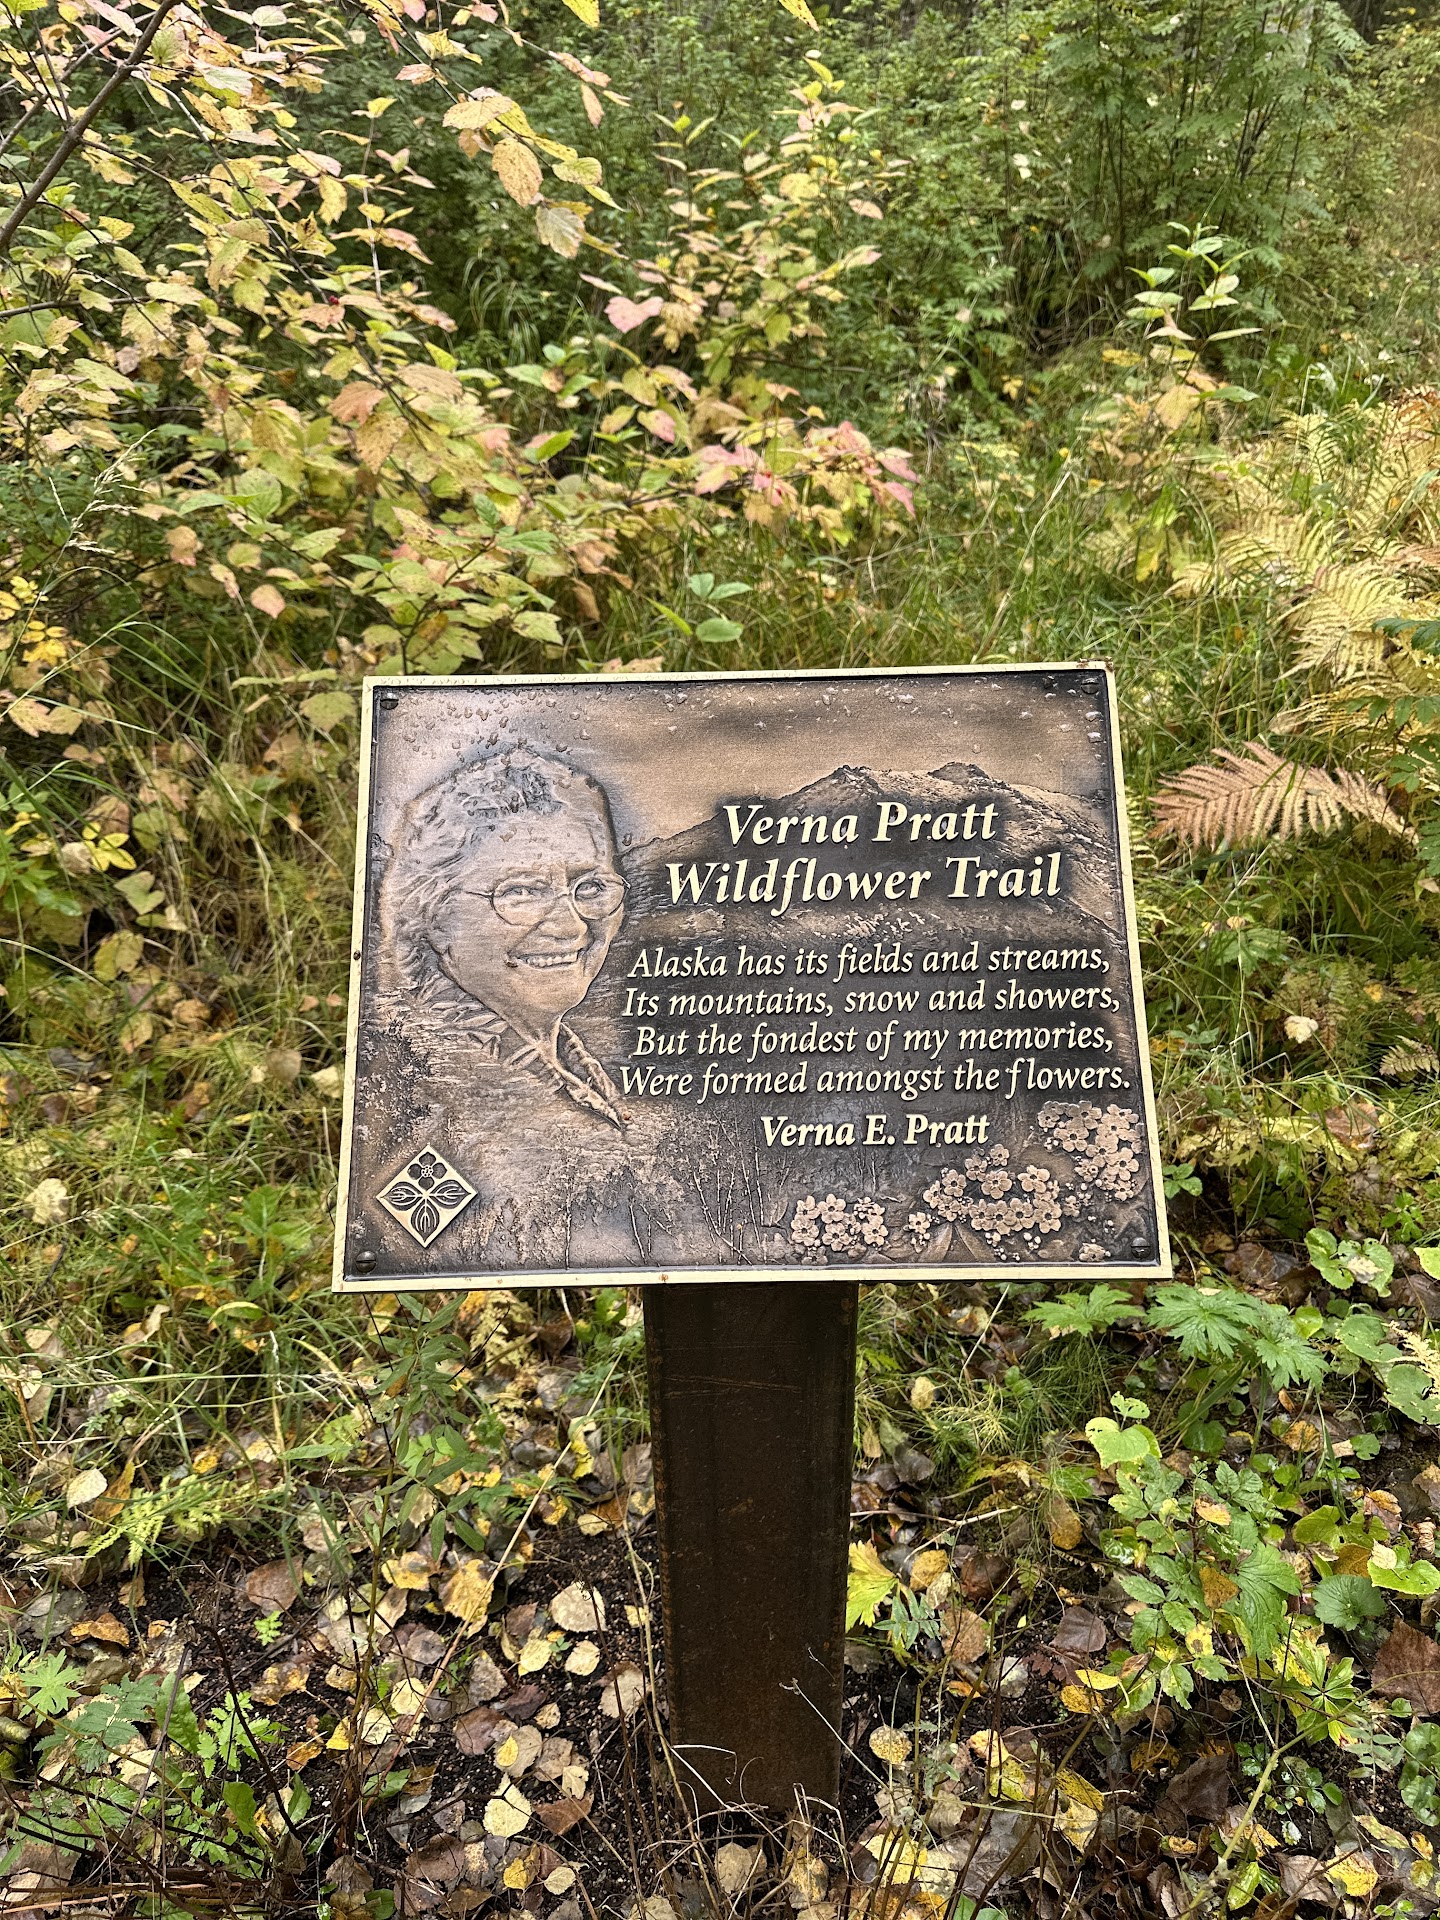 Verna Pratt
Wildflower Trail
Alaska has its fields and streams,
Its mountains, snow and showers,
But the fondest of my memories,
Were formed amongst the flowers.
Verna E. Pratt